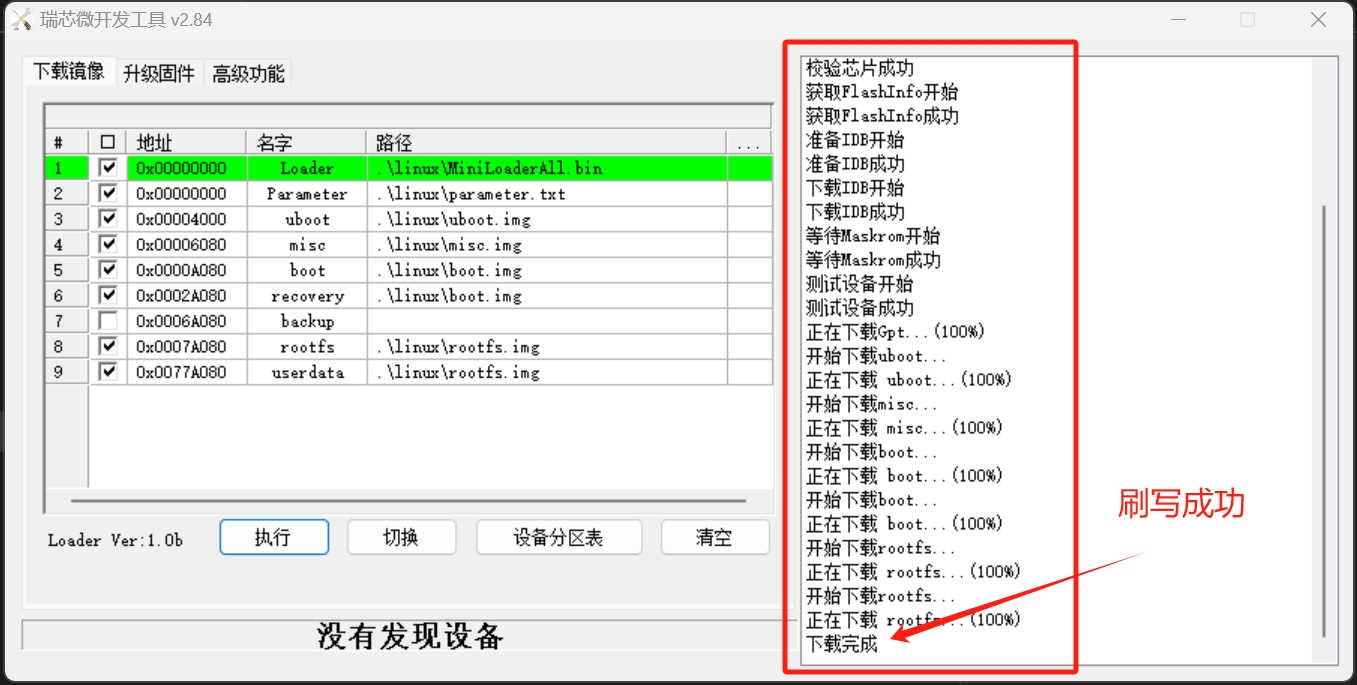 瑞芯微开发工具 v2.84
下载镜像 升级固件 高级功能
# 地址 名字 路径 ...
1 0x00000000 Loader .\linux\MiniLoaderAll.bin
2 0x00000000 Parameter .\linux\parameter.txt
3 0x00004000 uboot .\linux\uboot.img
4 0x00006080 misc .\linux\misc.img
5 0x0000A080 boot .\linux\boot.img
6 0x0002A080 recovery .\linux\boot.img
7 0x0006A080 backup
8 0x0007A080 rootfs .\linux\rootfs.img
9 0x0077A080 userdata .\linux\rootfs.img
Loader Ver:1.0b 执行 切换 设备分区表 清空
没有发现设备
校验芯片成功
获取FlashInfo开始
获取FlashInfo成功
准备IDB开始
准备IDB成功
下载IDB开始
下载IDB成功
等待Maskrom开始
等待Maskrom成功
测试设备开始
测试设备成功
正在下载Gpt...(100%)
开始下载uboot...
正在下载 uboot...(100%)
开始下载misc...
正在下载 misc...(100%)
开始下载boot...
正在下载 boot...(100%)
开始下载boot...
正在下载 boot...(100%)
开始下载rootfs...
正在下载 rootfs...(100%)
开始下载rootfs...
正在下载 rootfs...(100%)
下载完成
刷写成功